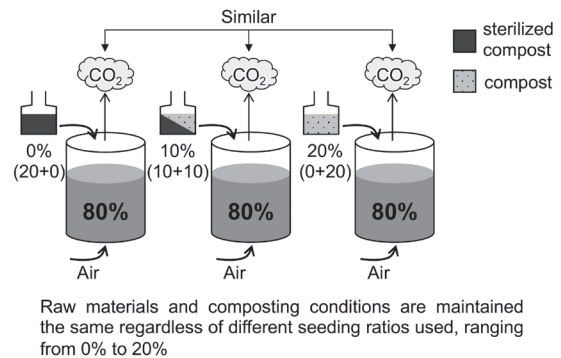 Similar
sterilized
compost
compost
CO2
CO2
CO2
0%
(20+0)
10%
(10+10)
20%
(0+20)
80%
80%
80%
Air
Air
Air
Raw materials and composting conditions are maintained
the same regardless of different seeding ratios used, ranging
from 0% to 20%